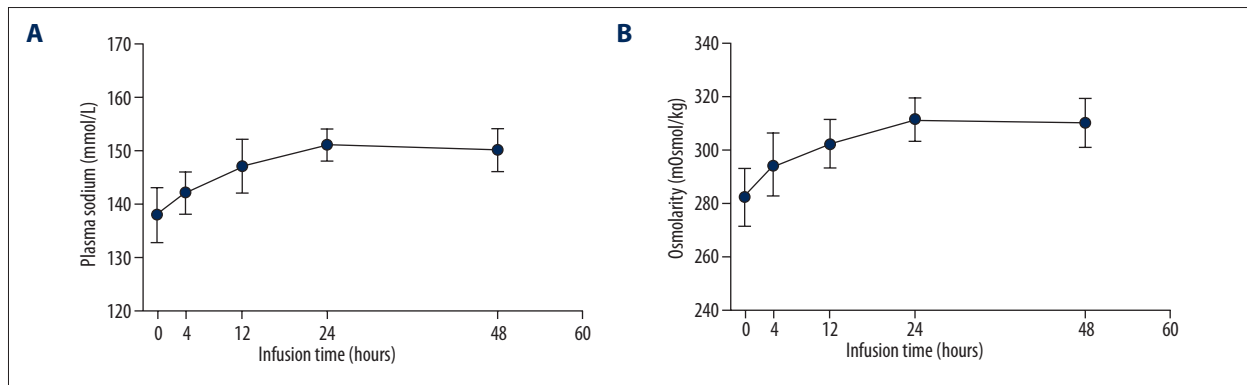 A
Plasma sodium (mmol/L)
170
160
150
140
130
120
0 4 12 24 48 60
Infusion time (hours)
B
Osmolarity (mOsmol/kg)
340
320
300
280
260
240
0 4 12 24 48 60
Infusion time (hours)